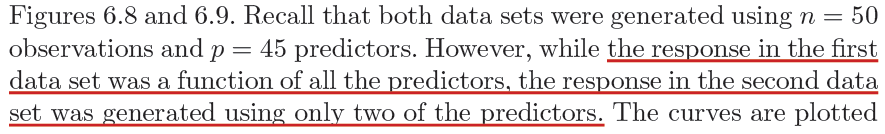 Figures 6.8 and 6.9. Recall that both data sets were generated using n = 50
observations and p = 45 predictors. However, while the response in the first
data set was a function of all the predictors, the response in the second data
set was generated using only two of the predictors. The curves are plotted